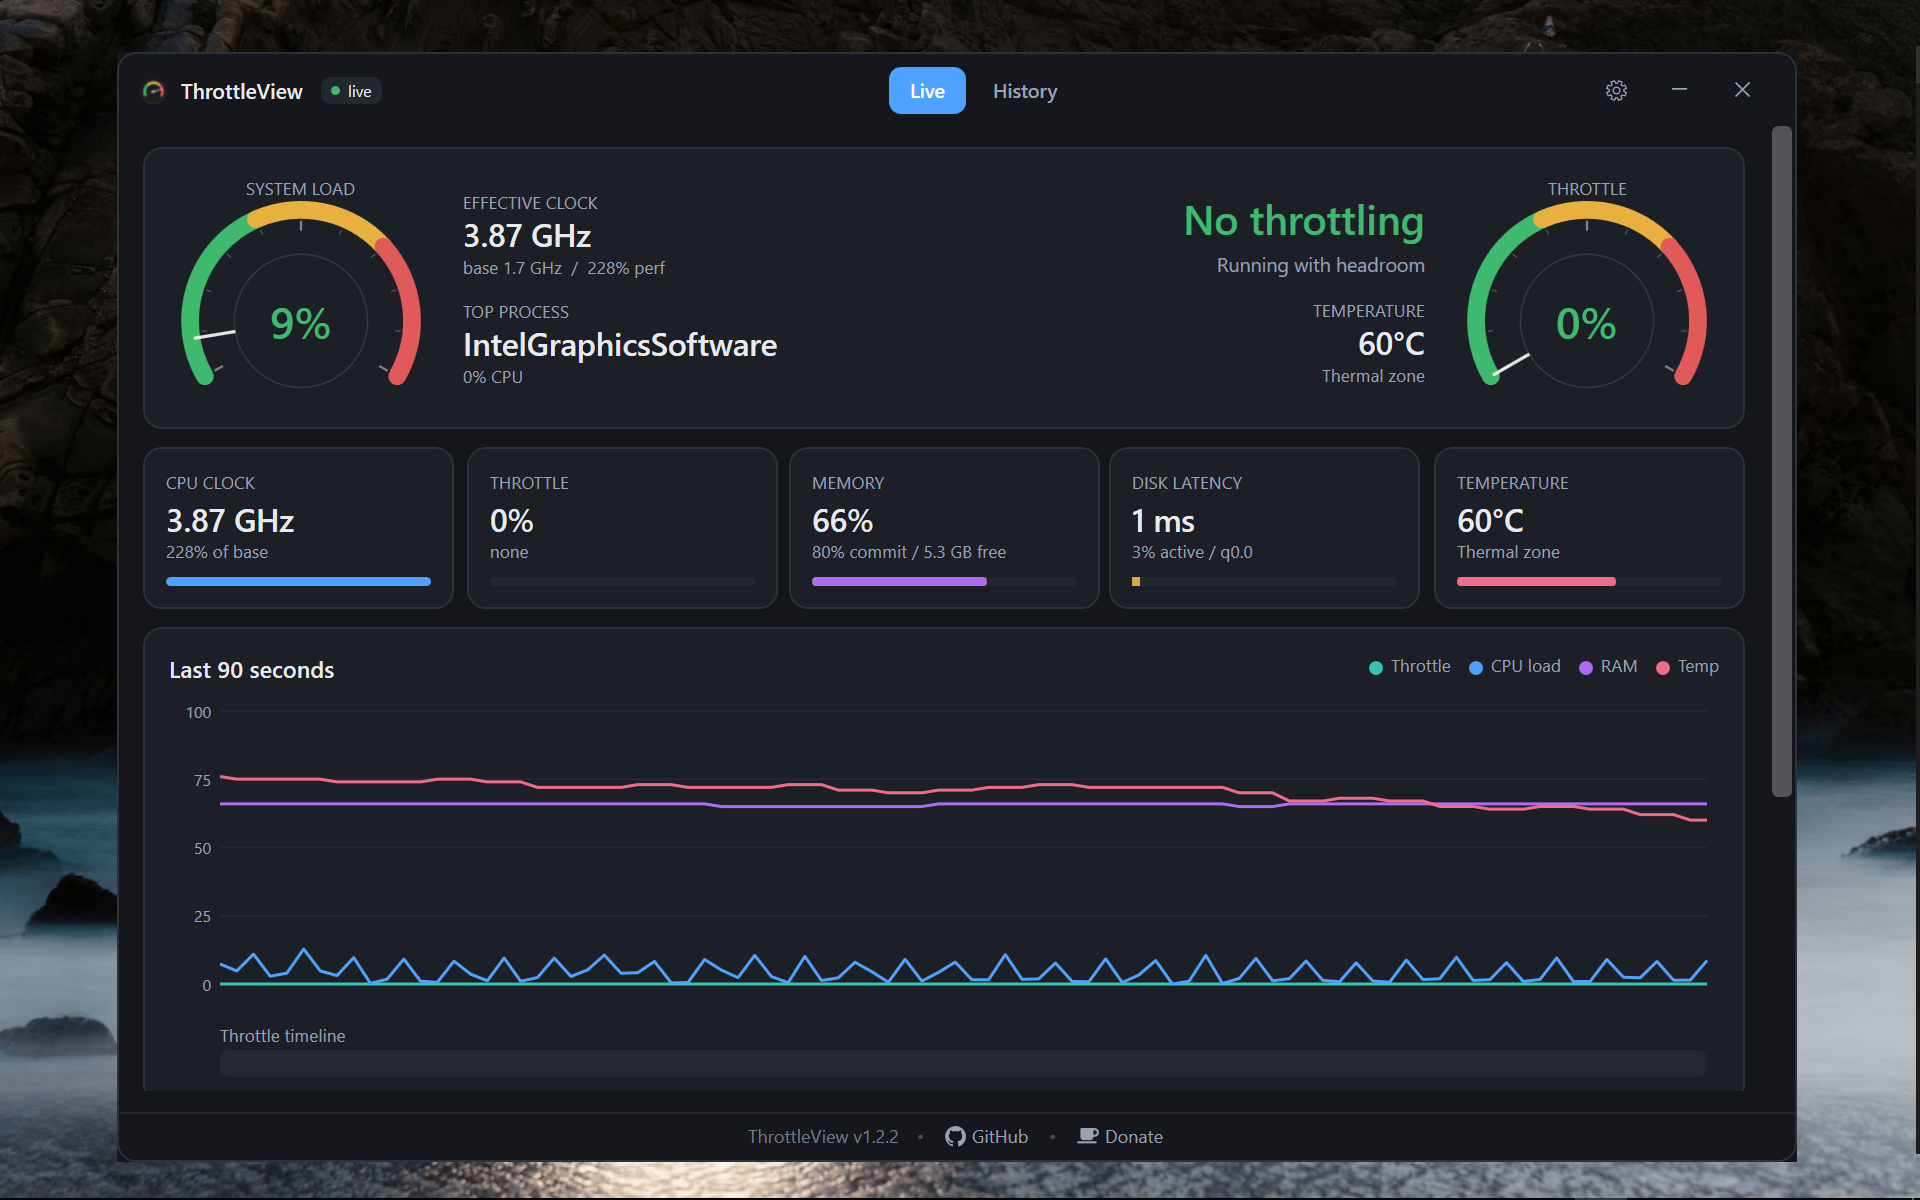 ThrottleView
live
Live
History
SYSTEM LOAD
9%
EFFECTIVE CLOCK
3.87 GHz
base 1.7 GHz / 228% perf
TOP PROCESS
IntelGraphicsSoftware
0% CPU
No throttling
Running with headroom
TEMPERATURE
60°C
Thermal zone
THROTTLE
0%
CPU CLOCK
3.87 GHz
228% of base
THROTTLE
0%
none
MEMORY
66%
80% commit / 5.3 GB free
DISK LATENCY
1 ms
3% active / q0.0
TEMPERATURE
60°C
Thermal zone
Last 90 seconds
Throttle
CPU load
RAM
Temp
100
75
50
25
0
Throttle timeline
ThrottleView v1.2.2 • GitHub • Donate